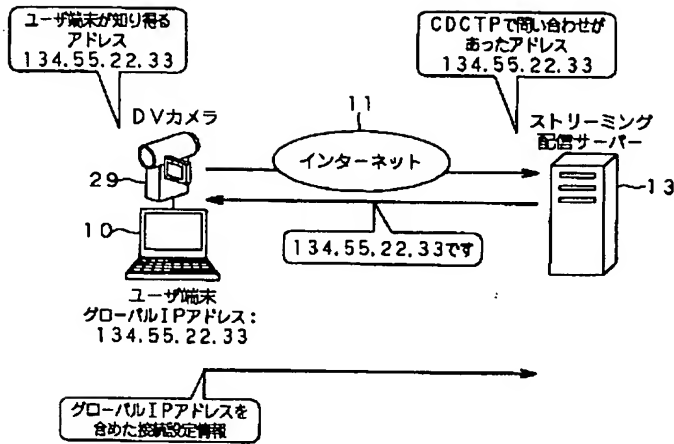 ユーザ端末が知り得る
アドレス
134.55.22.33
CDCTPで問い合わせが
あったアドレス
134.55.22.33
DVカメラ
11
ストリーミング
配信サーバー
インターネット
29
13
10
134.55.22.33です
ユーザ端末
グローバルIPアドレス:
134.55.22.33
グローバルIPアドレスを
含めた接続設定情報